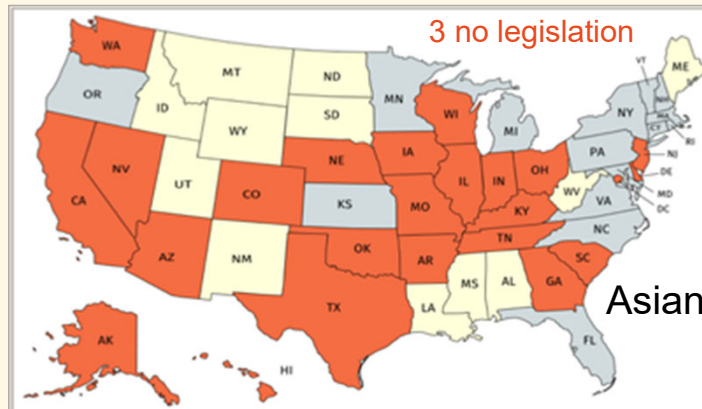 3 no legislation
WA
MT
ND
MN
VT
ME
OR
ID
SD
WI
MI
NY
NH
MA
CT
RI
WY
NE
IA
PA
NJ
NV
UT
CO
IL
IN
OH
DE
CA
KS
MO
KY
WV
VA
MD
DC
AZ
NM
OK
AR
TN
NC
SC
TX
LA
MS
AL
GA
Asian
FL
AK
HI